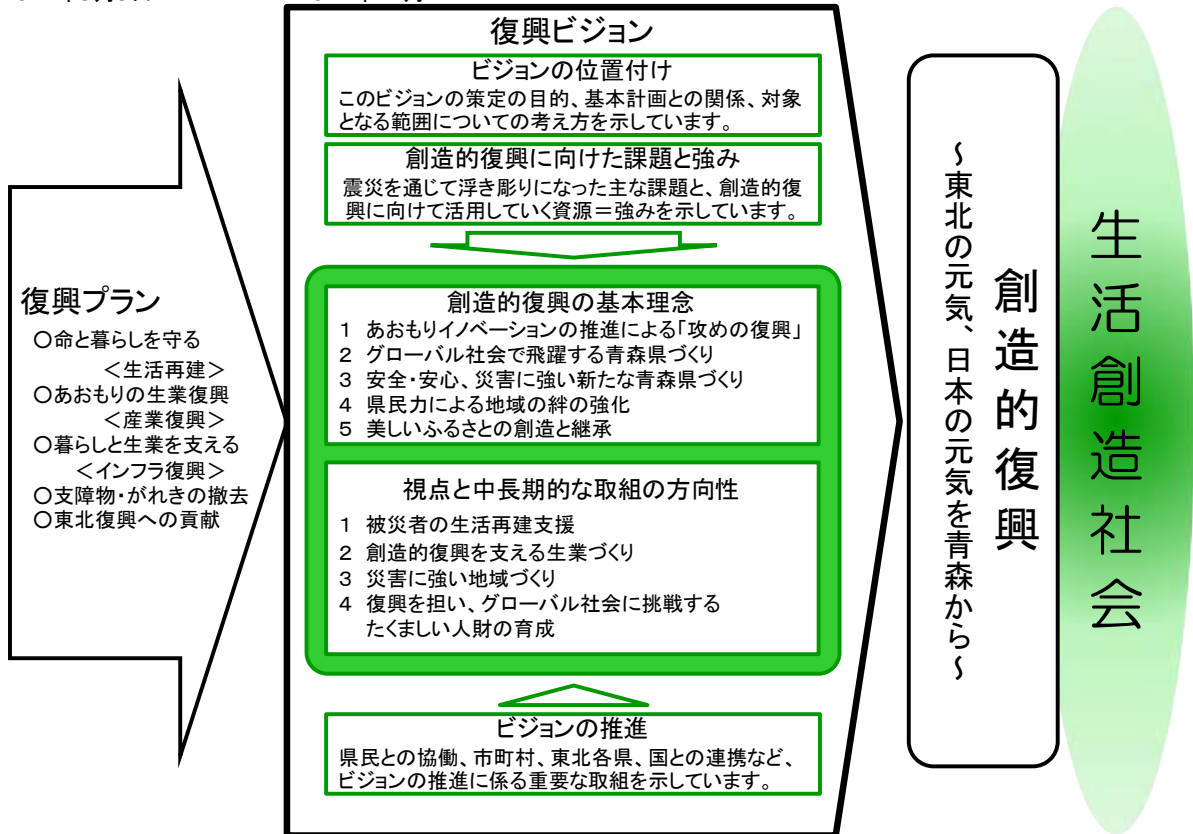 復興ビジョン
ビジョンの位置付け
このビジョンの策定の目的、基本計画との関係、対象
となる範囲についての考え方を示しています。
創造的復興に向けた課題と強み
震災を通じて浮き彫りになった主な課題と、創造的復
興に向けて活用していく資源＝強みを示しています。
復興プラン
○命と暮らしを守る
＜生活再建＞
○あおもりの生業復興
＜産業復興＞
○暮らしと生業を支える
＜インフラ復興＞
○支障物・がれきの撤去
○東北復興への貢献
創造的復興の基本理念
1 あおもりイノベーションの推進による「攻めの復興」
2 グローバル社会で飛躍する青森県づくり
3 安全・安心、災害に強い新たな青森県づくり
4 県民力による地域の絆の強化
5 美しいふるさとの創造と継承
視点と中長期的な取組の方向性
1 被災者の生活再建支援
2 創造的復興を支える生業づくり
3 災害に強い地域づくり
4 復興を担い、グローバル社会に挑戦する
たくましい人財の育成
ビジョンの推進
県民との協働、市町村、東北各県、国との連携など、
ビジョンの推進に係る重要な取組を示しています。
創造的復興
～東北の元気、日本の元気を青森から～
生活創造社会